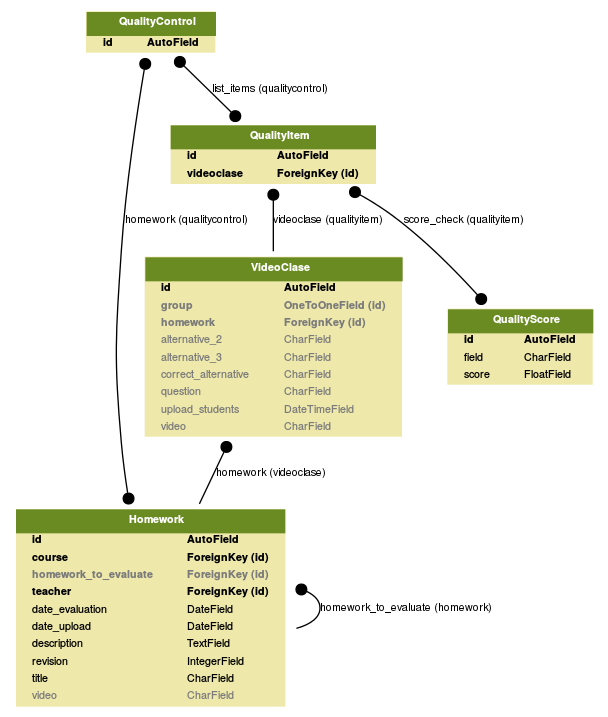 QualityControl
id AutoField
list_items (qualitycontrol)
QualityItem
id AutoField
videoclase ForeignKey (id)
homework (qualitycontrol)
videoclase (qualityitem)
score_check (qualityitem)
VideoClase
id AutoField
group OneToOneField (id)
homework ForeignKey (id)
alternative_2 CharField
alternative_3 CharField
correct_alternative CharField
question CharField
upload_students DateTimeField
video CharField
QualityScore
id AutoField
field CharField
score FloatField
homework (videoclase)
Homework
id AutoField
course ForeignKey (id)
homework_to_evaluate ForeignKey (id)
teacher ForeignKey (id)
date_evaluation DateField
date_upload DateField
description TextField
revision IntegerField
title CharField
video CharField
homework_to_evaluate (homework)